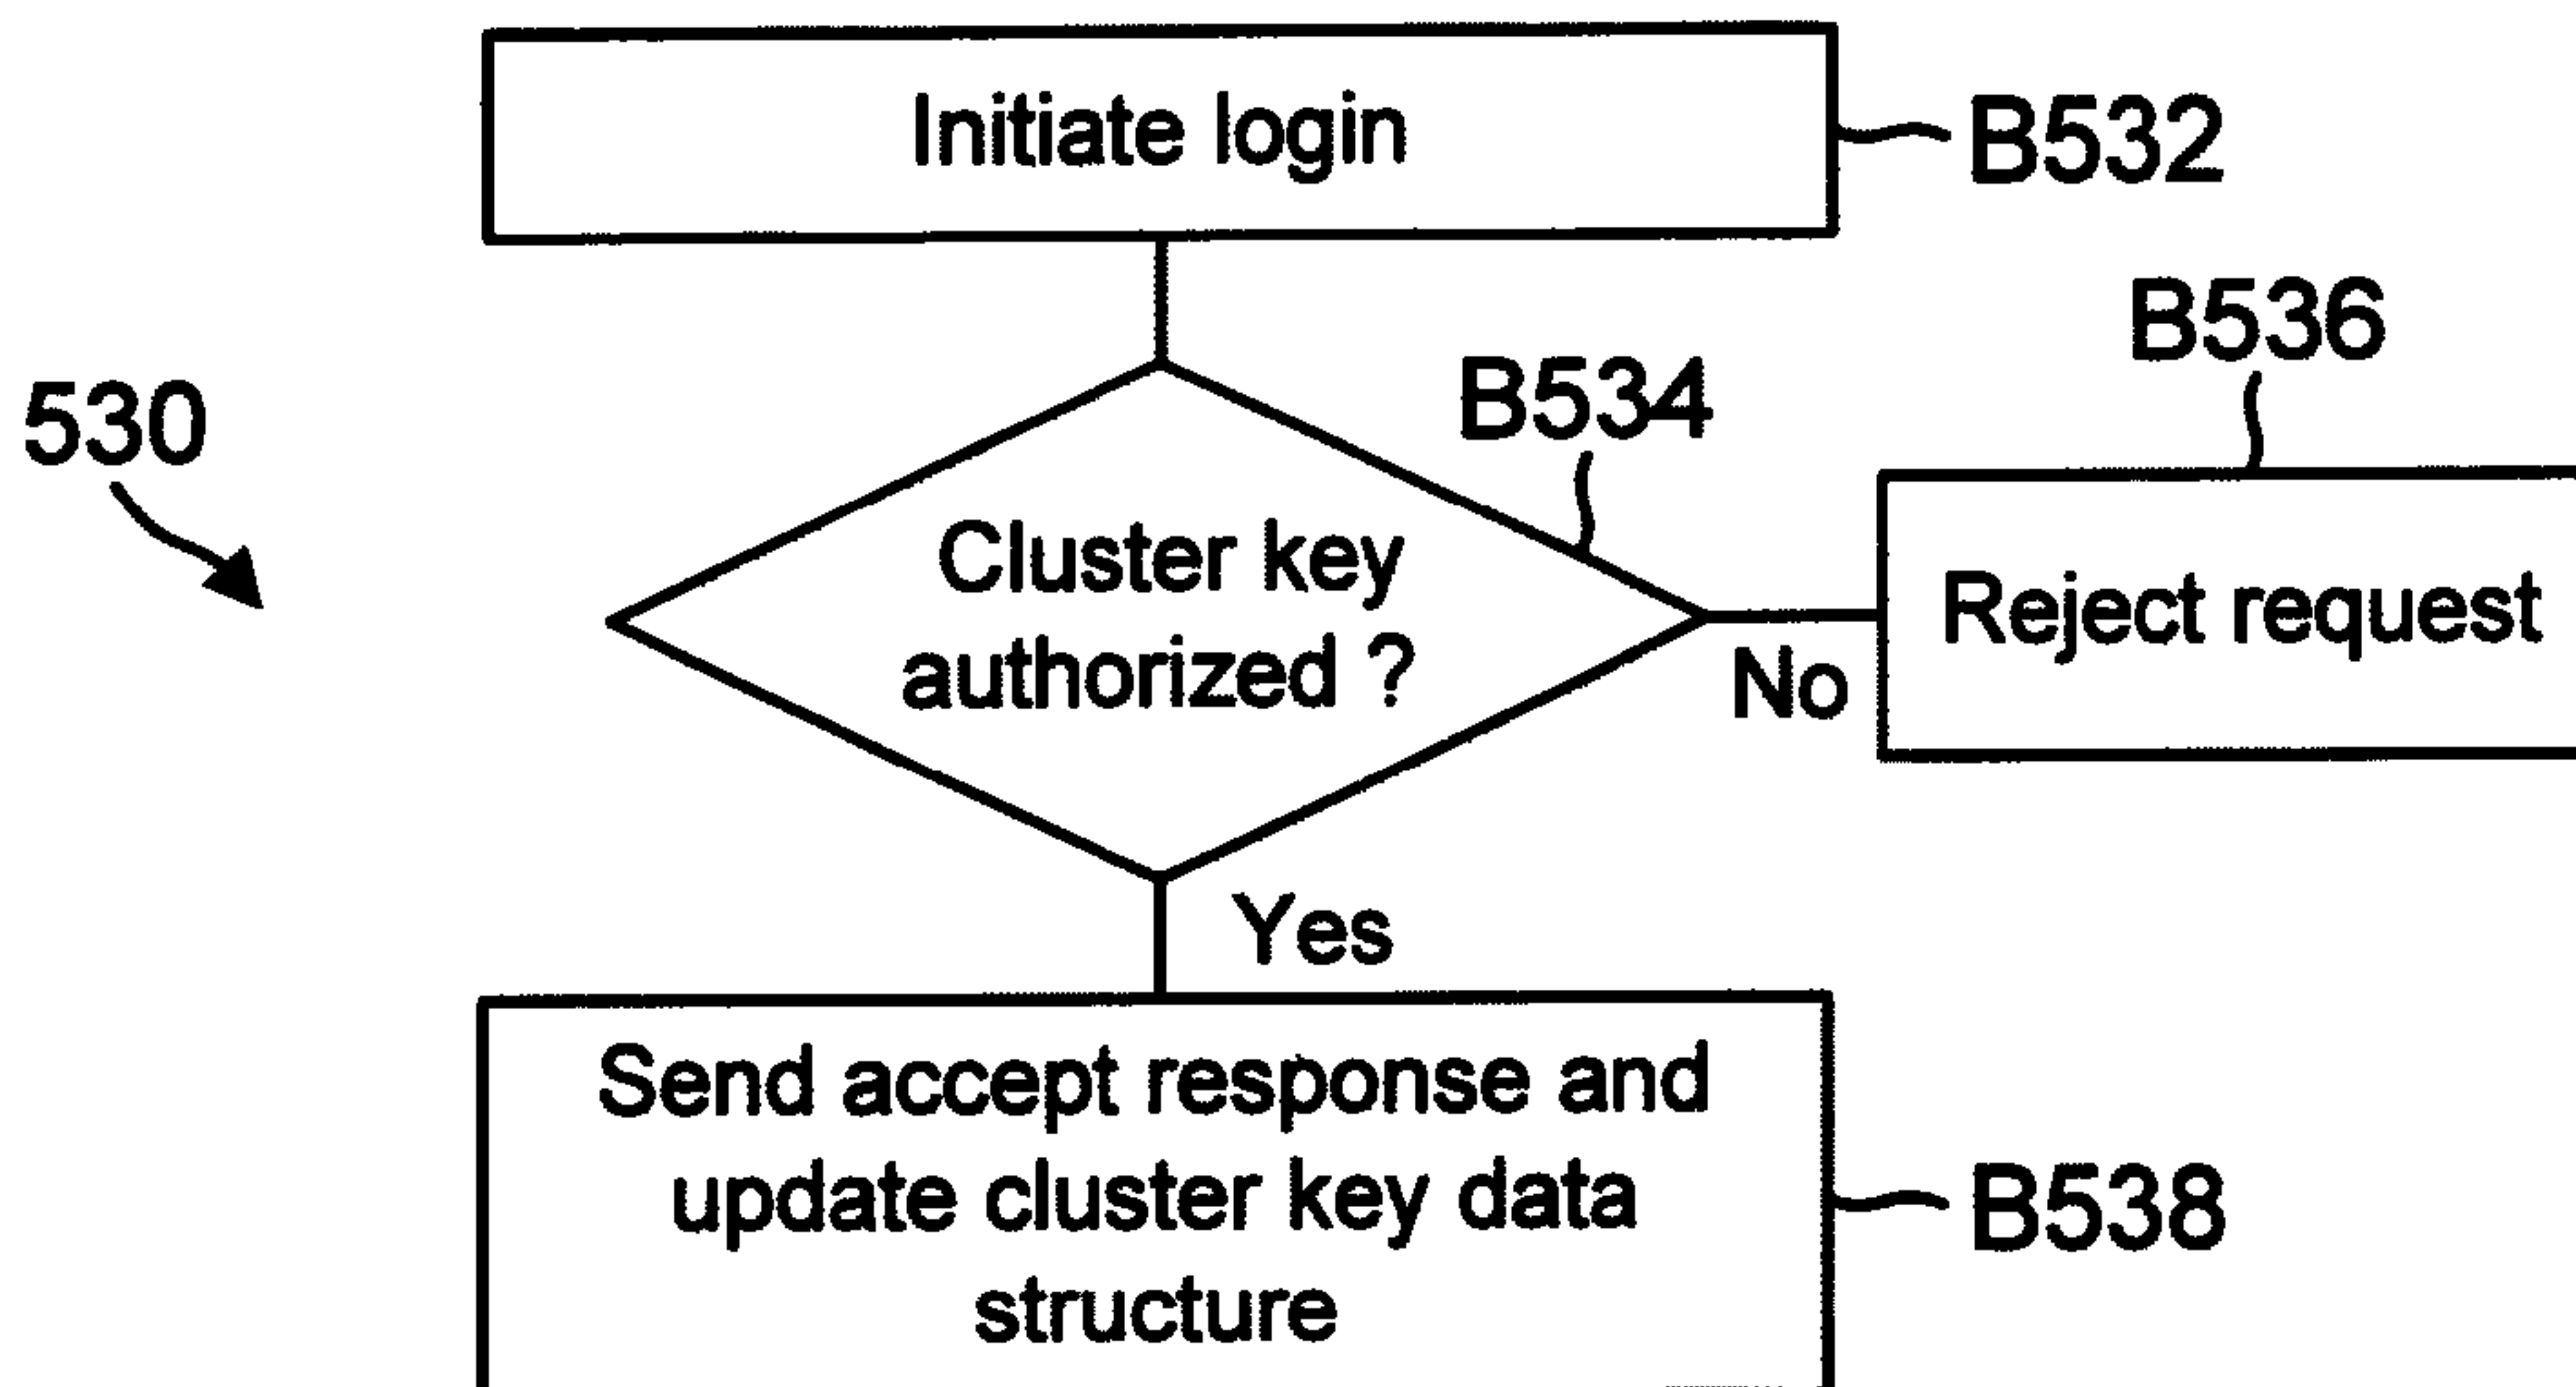 Initiate login
B532
B536
B534
530
Cluster key
authorized ?
Reject request
No
Yes
Send accept response and
update cluster key data
structure
B538